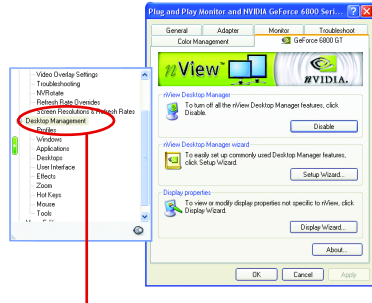 Plug and Play Monitor and NVIDIA GeForce 6800 Seri...
General
Adapter
Monitor
Troubleshoot
Color Management
GeForce 6800 GT
nView™
NVIDIA.
nView Desktop Manager
To turn off all the nView Desktop Manager features, click
Disable.
Disable
nView Desktop Manager wizard
To easily set up commonly used Desktop Manager features,
click Setup Wizard.
Setup Wizard...
Display properties
To view or modify display properties not specific to nView, click
Display Wizard.
Display Wizard...
About...
OK
Cancel
Apply
Video Overlay Settings
Troubleshooting
NVRotate
Refresh Rate Overrides
Screen Resolutions & Refresh Rates
Desktop Management
Profiles
Windows
Applications
Desktops
User Interface
Effects
Zoom
Hot Keys
Mouse
Tools